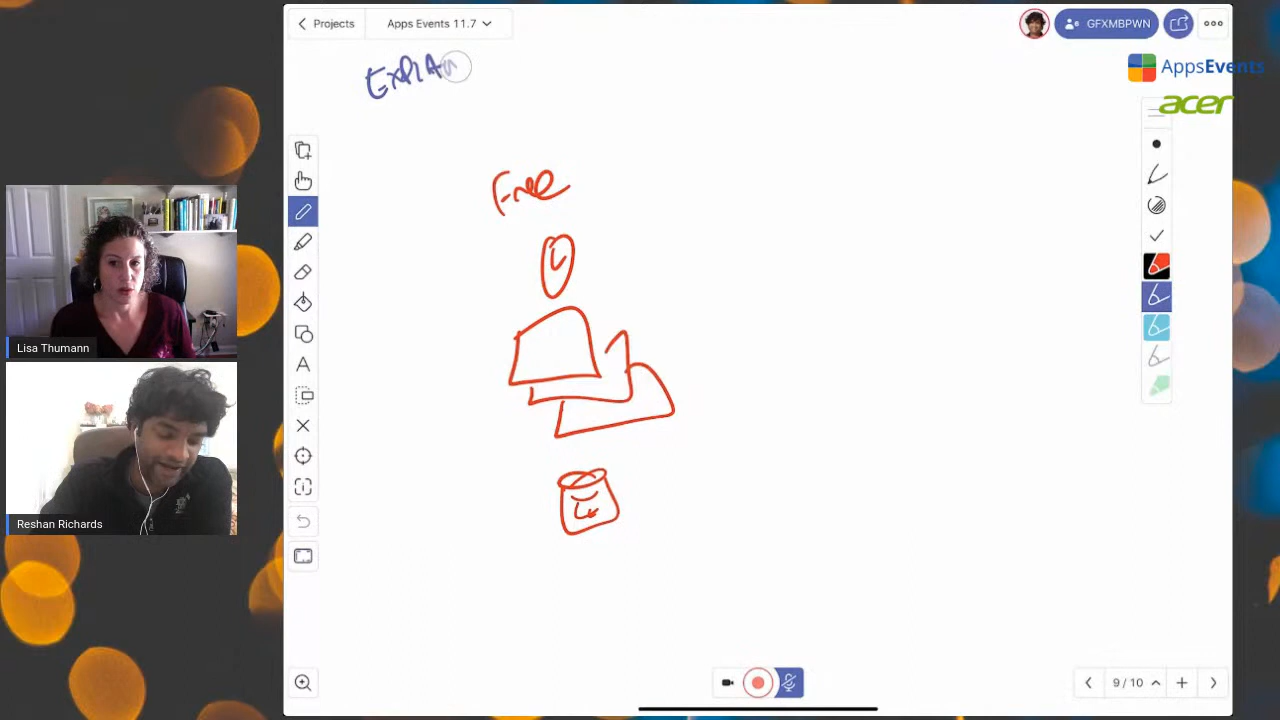 Projects
Apps Events 11.7
GFXMBPWN
AppsEvents
acer
Free
A
Lisa Thumann
Reshan Richards
9 / 10